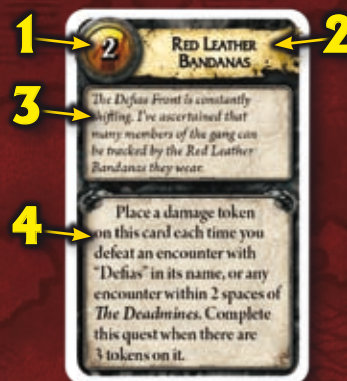 1
2
2
RED LEATHER
BANDANAS
3
The Defias Front is constantly
shifting. I've ascertained that
many members of the gang can
be tracked by the Red Leather
Bandanas they wear.
4
Place a damage token
on this card each time you
defeat an encounter with
"Defias" in its name, or any
encounter within 2 spaces of
The Deadmines. Complete
this quest when there are
3 tokens on it.